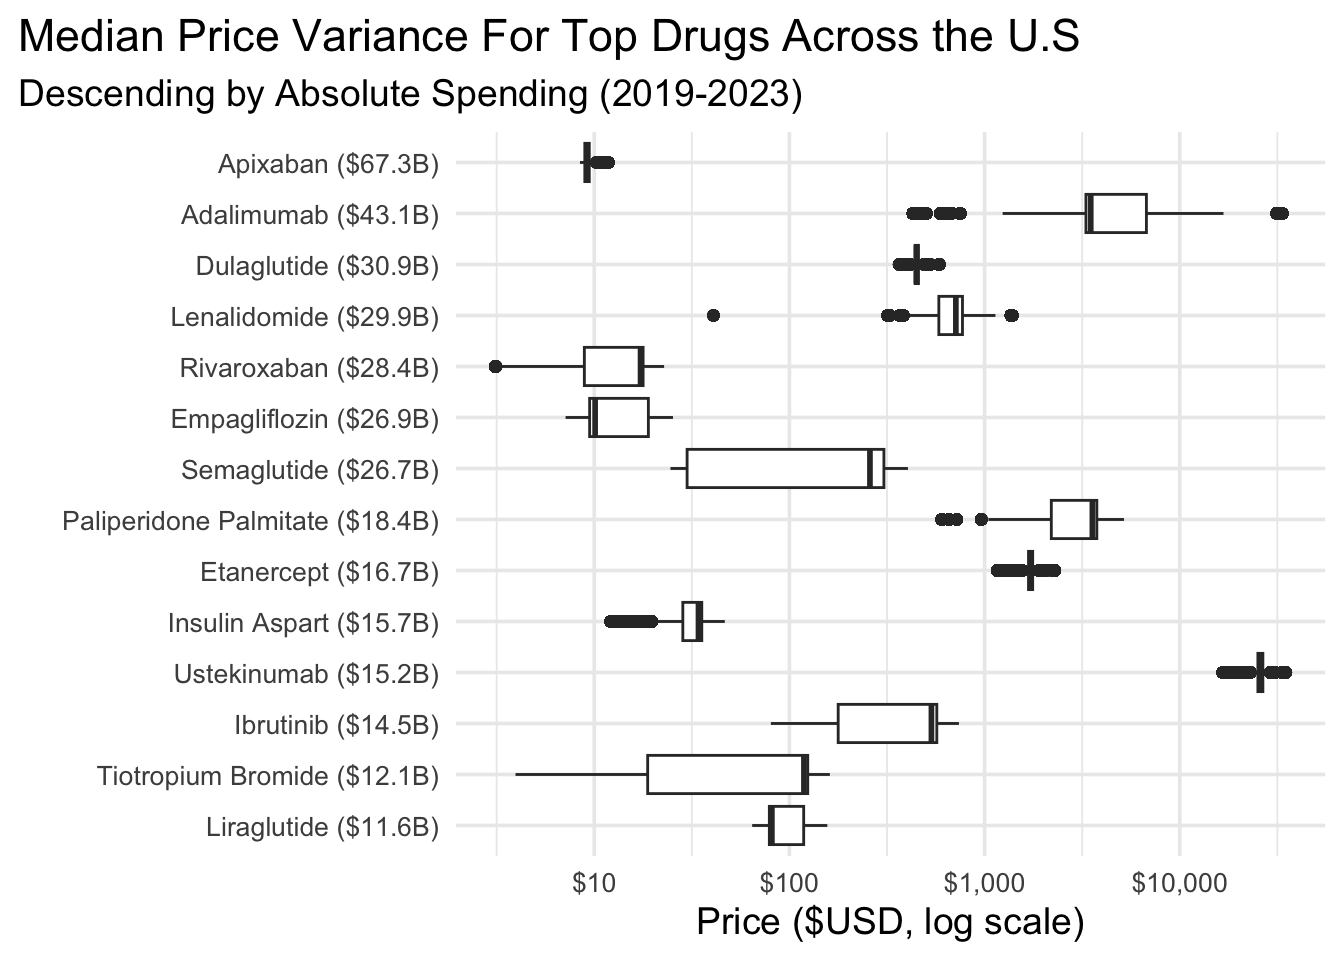 Median Price Variance For Top Drugs Across the U.S
Descending by Absolute Spending (2019-2023)
Apixaban ($67.3B)
Adalimumab ($43.1B)
Dulaglutide ($30.9B)
Lenalidomide ($29.9B)
Rivaroxaban ($28.4B)
Empagliflozin ($26.9B)
Semaglutide ($26.7B)
Paliperidone Palmitate ($18.4B)
Etanercept ($16.7B)
Insulin Aspart ($15.7B)
Ustekinumab ($15.2B)
Ibrutinib ($14.5B)
Tiotropium Bromide ($12.1B)
Liraglutide ($11.6B)
$10 $100 $1,000 $10,000
Price ($USD, log scale)